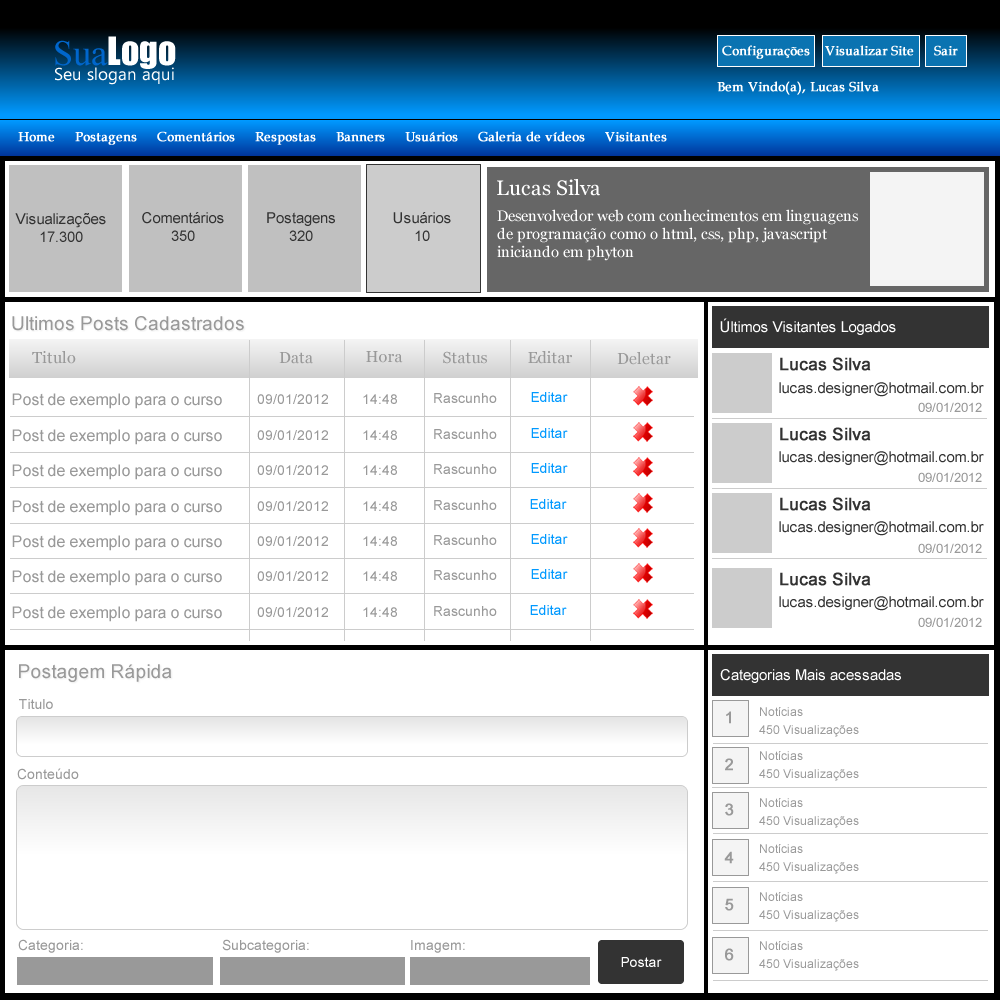 SuaLogo
Seu slogan aqui
Configurações Visualizar Site Sair
Bem Vindo(a), Lucas Silva
Home Postagens Comentários Respostas Banners Usuários Galeria de vídeos Visitantes
Visualizações
17.300
Comentários
350
Postagens
320
Usuários
10
Lucas Silva
Desenvolvedor web com conhecimentos em linguagens
de programação como o html, css, php, javascript
iniciando em phyton
Ultimos Posts Cadastrados
Titulo Data Hora Status Editar Deletar
Post de exemplo para o curso 09/01/2012 14:48 Rascunho Editar
Post de exemplo para o curso 09/01/2012 14:48 Rascunho Editar
Post de exemplo para o curso 09/01/2012 14:48 Rascunho Editar
Post de exemplo para o curso 09/01/2012 14:48 Rascunho Editar
Post de exemplo para o curso 09/01/2012 14:48 Rascunho Editar
Post de exemplo para o curso 09/01/2012 14:48 Rascunho Editar
Post de exemplo para o curso 09/01/2012 14:48 Rascunho Editar
Últimos Visitantes Logados
Lucas Silva
lucas.designer@hotmail.com.br
09/01/2012
Lucas Silva
lucas.designer@hotmail.com.br
09/01/2012
Lucas Silva
lucas.designer@hotmail.com.br
09/01/2012
Lucas Silva
lucas.designer@hotmail.com.br
09/01/2012
Postagem Rápida
Titulo
Conteúdo
Categoria: Subcategoria: Imagem:
Postar
Categorias Mais acessadas
1 Notícias
450 Visualizações
2 Notícias
450 Visualizações
3 Notícias
450 Visualizações
4 Notícias
450 Visualizações
5 Notícias
450 Visualizações
6 Notícias
450 Visualizações